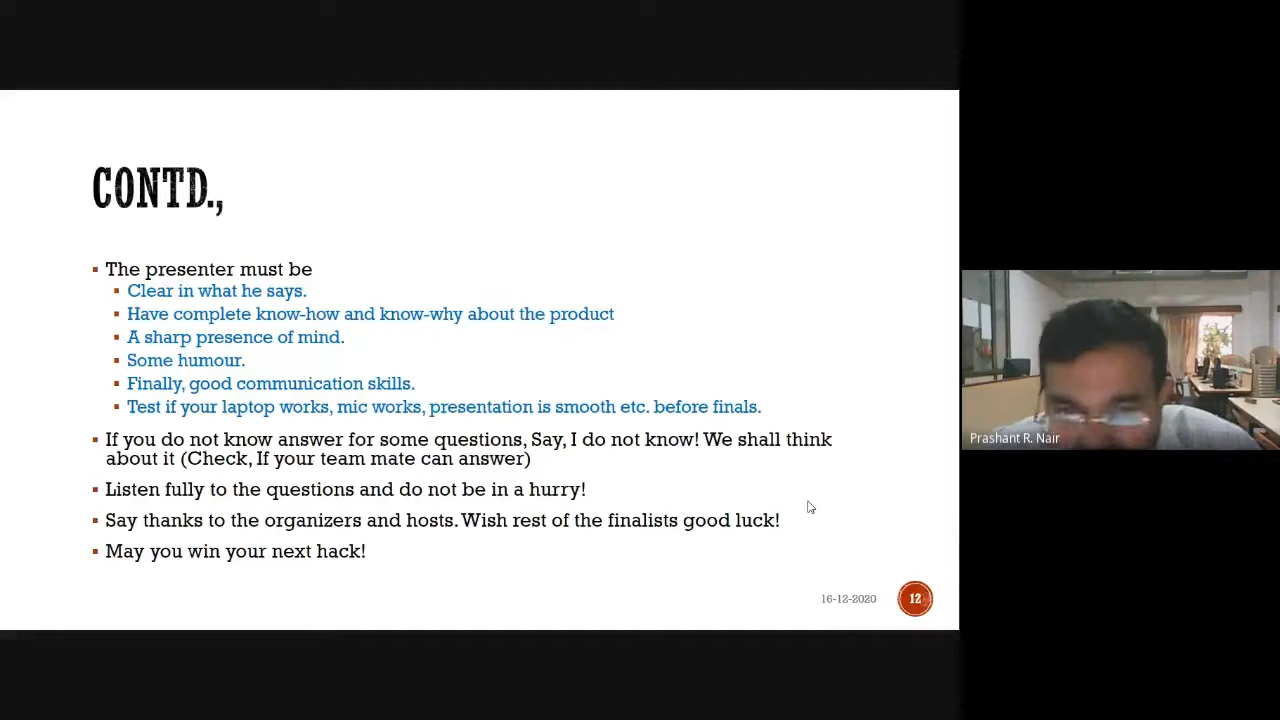 CONTD.,
The presenter must be
Clear in what he says.
Have complete know-how and know-why about the product
A sharp presence of mind.
Some humour.
Finally, good communication skills.
Test if your laptop works, mic works, presentation is smooth etc. before finals.
If you do not know answer for some questions, Say, I do not know! We shall think
about it (Check, If your team mate can answer)
Listen fully to the questions and do not be in a hurry!
Say thanks to the organizers and hosts. Wish rest of the finalists good luck!
May you win your next hack!
16-12-2020
12
Prashant R. Nair